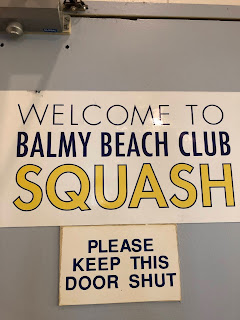 WELCOME TO
BALMY BEACH CLUB
SQUASH
PLEASE
KEEP THIS
DOOR SHUT